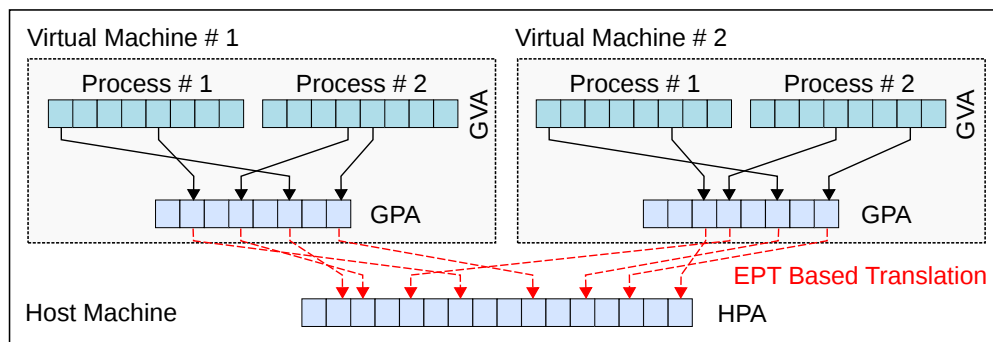 Virtual Machine # 1
Virtual Machine # 2
Process # 1
Process # 2
GVA
Process # 1
Process # 2
GVA
GPA
GPA
EPT Based Translation
Host Machine
HPA